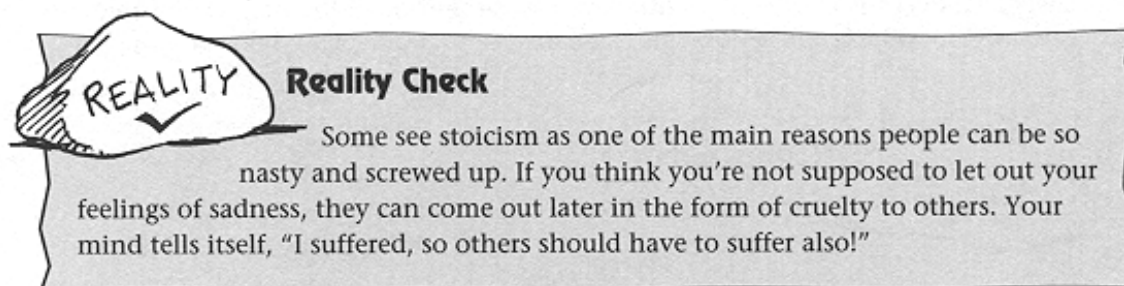 REALITY
Reality Check
Some see stoicism as one of the main reasons people can be so
nasty and screwed up. If you think you're not supposed to let out your
feelings of sadness, they can come out later in the form of cruelty to others. Your
mind tells itself, “I suffered, so others should have to suffer also!”